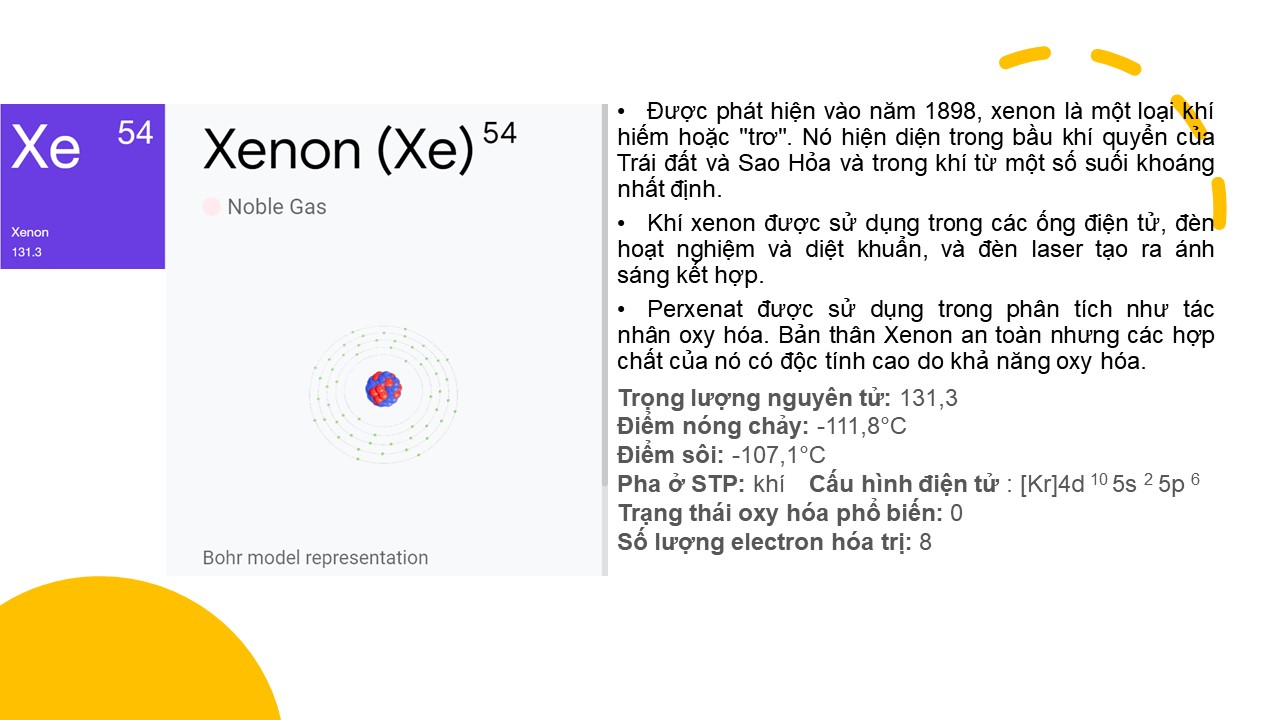 Xe 54
Xenon
131.3
Xenon (Xe) 54
Noble Gas
Bohr model representation
• Được phát hiện vào năm 1898, xenon là một loại khí
hiếm hoặc "trơ". Nó hiện diện trong bầu khí quyển của
Trái đất và Sao Hỏa và trong khí từ một số suối khoáng
nhất định.
• Khí xenon được sử dụng trong các ống điện tử, đèn
hoạt nghiệm và diệt khuẩn, và đèn laser tạo ra ánh
sáng kết hợp.
• Perxenat được sử dụng trong phân tích như tác
nhân oxy hóa. Bản thân Xenon an toàn nhưng các hợp
chất của nó có độc tính cao do khả năng oxy hóa.
Trọng lượng nguyên tử: 131,3
Điểm nóng chảy: -111,8°C
Điểm sôi: -107,1°C
Pha ở STP: khí Cấu hình điện tử : [Kr]4d 10 5s 2 5p 6
Trạng thái oxy hóa phổ biến: 0
Số lượng electron hóa trị: 8